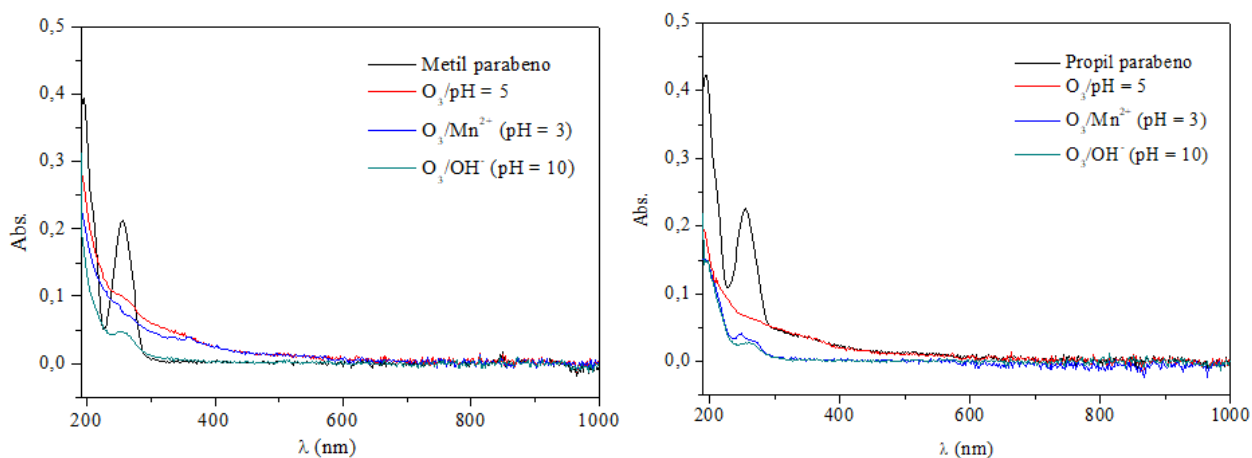 0,5
0,4
0,3
0,2
0,1
0,0
Abs.
Metil parabeno
O₃/pH = 5
O₃/Mn²⁺ (pH = 3)
O₃/OH⁻ (pH = 10)
200 400 600 800 1000
λ (nm)
0,5
0,4
0,3
0,2
0,1
0,0
Abs.
Propil parabeno
O₃/pH = 5
O₃/Mn²⁺ (pH = 3)
O₃/OH⁻ (pH = 10)
200 400 600 800 1000
λ (nm)